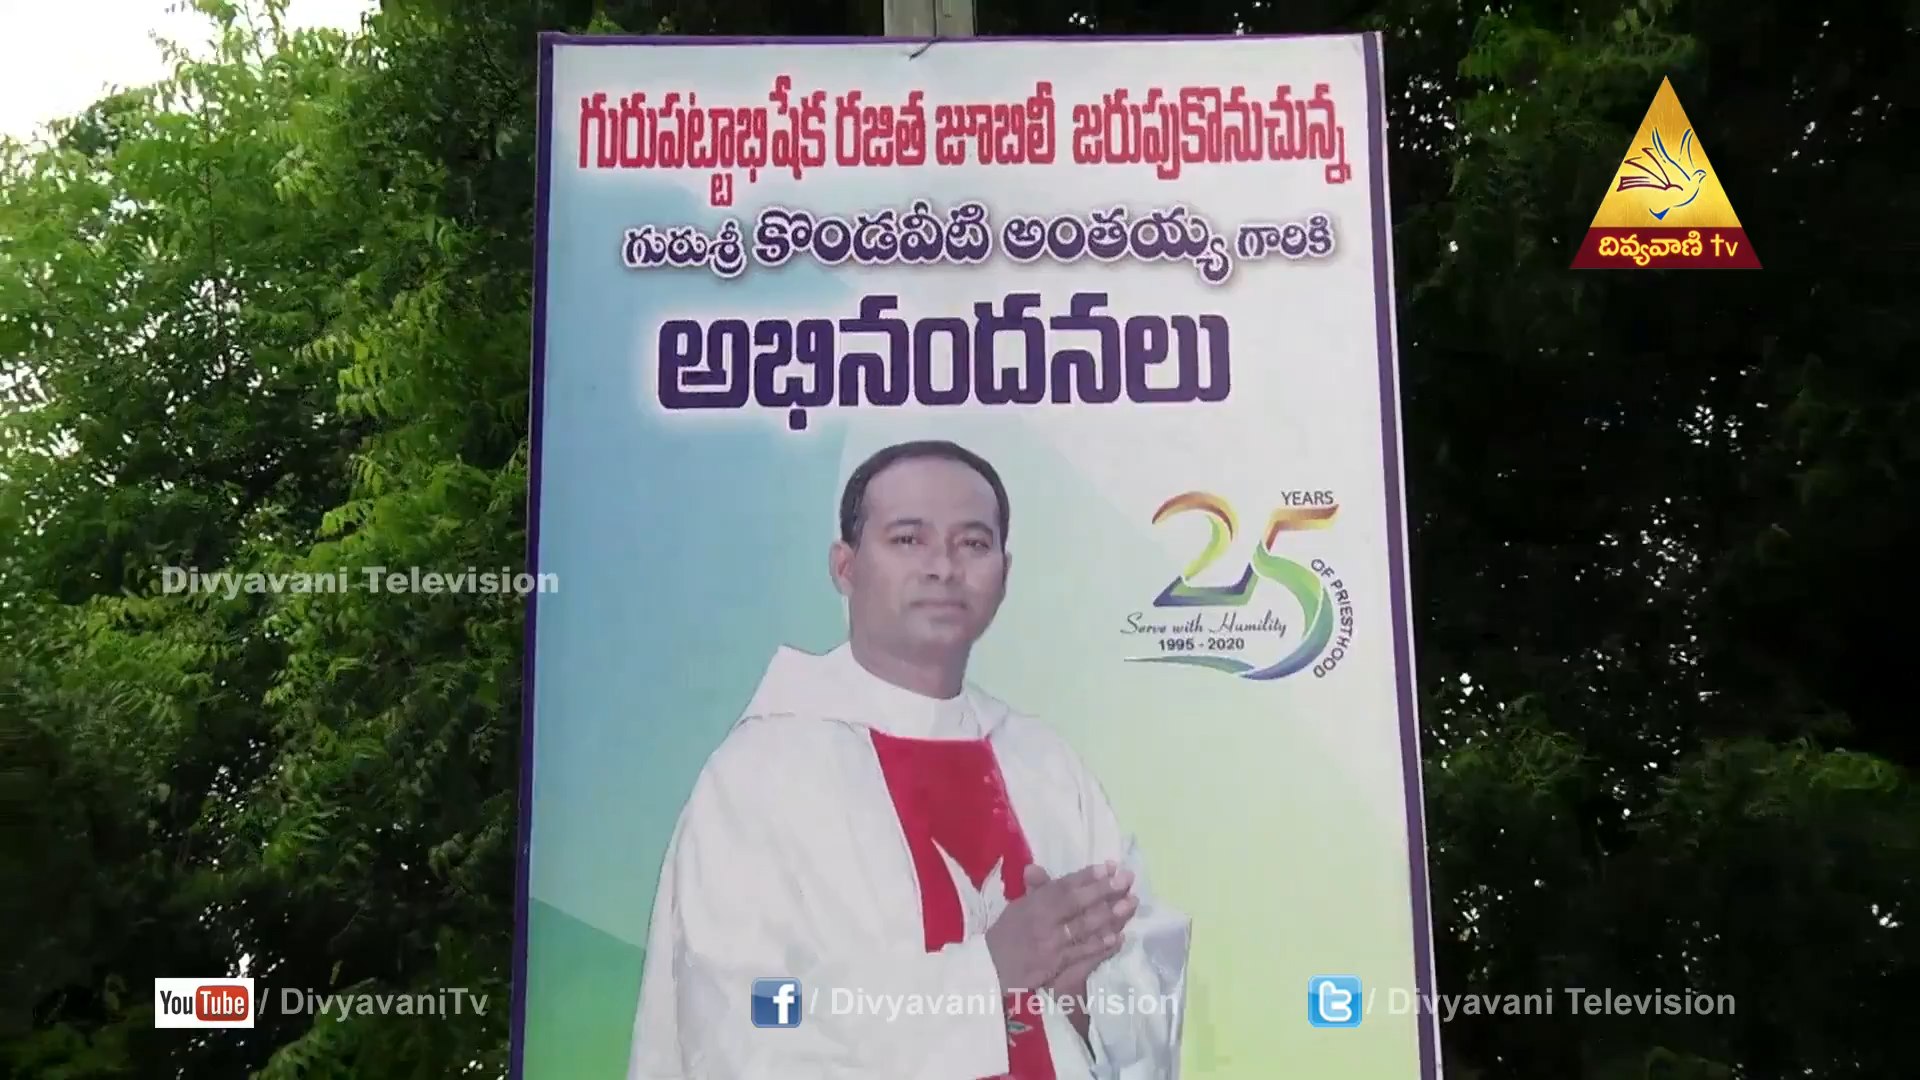 గురుపట్టాభిషేక రజిత జూబిలీ జరుపుకొనుచున్న
గురుశ్రీ కొండవీటి అంతయ్య గారికి
అభినందనలు
దివ్యవాణి tv
25 YEARS OF PRIESTHOOD
Serve with Humility
1995 - 2020
Divyavani Television
YouTube / DivyavaniTv
f / Divyavani Television
t / Divyavani Television